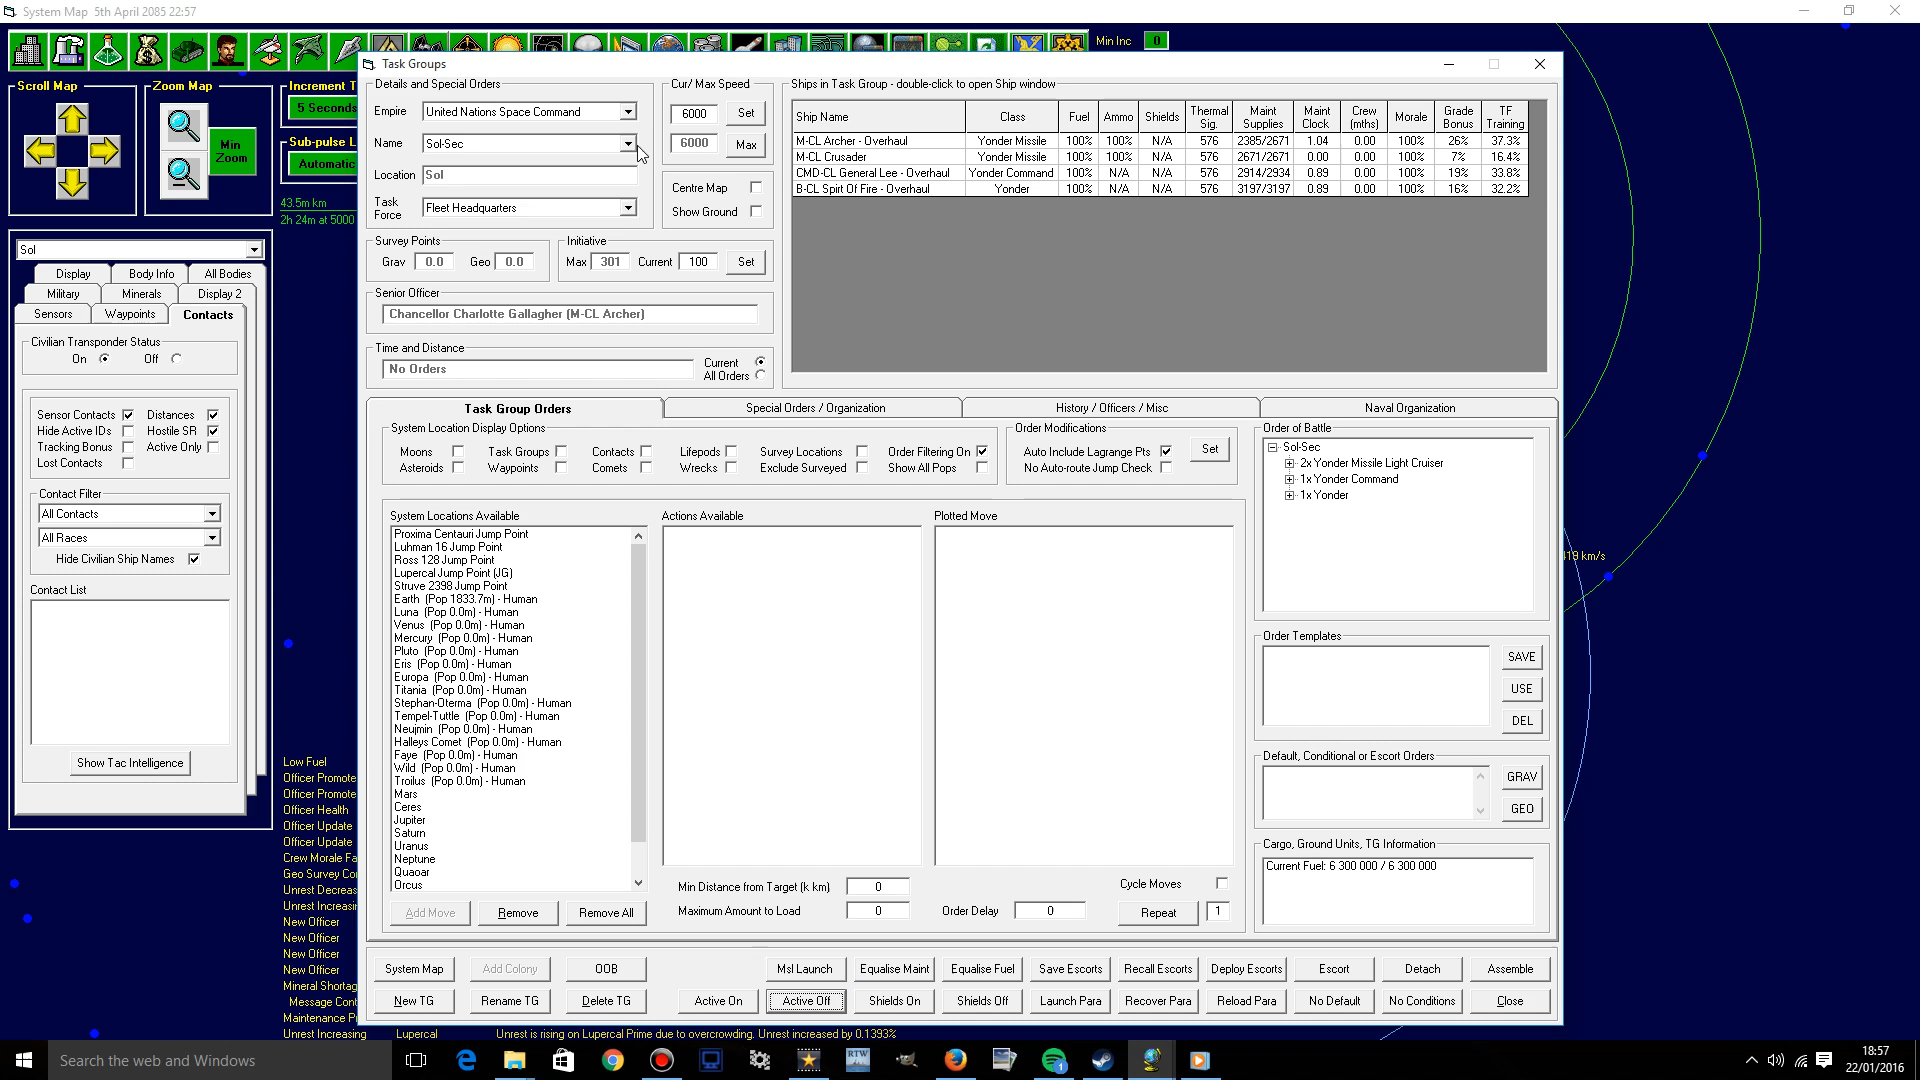 System Map   5th April 2085 22:57
Min Inc 0
Scroll Map
Zoom Map
Min Zoom
Increment T
5 Seconds
Sub-pulse L
Automatic
43.5m km
2h 24m at 5000
Sol
Display Body Info All Bodies
Military Minerals Display 2
Sensors Waypoints Contacts
Civilian Transponder Status
On Off
Sensor Contacts Distances
Hide Active IDs Hostile SR
Tracking Bonus Active Only
Lost Contacts
Contact Filter
All Contacts
All Races
Hide Civilian Ship Names
Contact List
Show Tac Intelligence
Low Fuel
Officer Promote
Officer Promote
Officer Health
Officer Update
Officer Update
Crew Morale Fa
Geo Survey Co
Unrest Decreas
Unrest Increasi
New Officer
New Officer
New Officer
New Officer
Mineral Shortag
Message Cont
Maintenance P
Unrest Increasing Lupercal Unrest is rising on Lupercal Prime due to overcrowding. Unrest increased by 0.1393%
Task Groups
Details and Special Orders
Empire United Nations Space Command
Name Sol-Sec
Location Sol
Task Force Fleet Headquarters
Cur/ Max Speed
6000 Set
6000 Max
Centre Map
Show Ground
Survey Points
Grav 0.0 Geo 0.0
Initiative
Max 301 Current 100 Set
Senior Officer
Chancellor Charlotte Gallagher (M-CL Archer)
Time and Distance
No Orders
Current
All Orders
Ships in Task Group - double-click to open Ship window
Ship Name Class Fuel Ammo Shields Thermal Sig. Maint Supplies Maint Clock Crew (mths) Morale Grade Bonus TF Training
M-CL Archer - Overhaul Yonder Missile 100% 100% N/A 576 2385/2671 1.04 0.00 100% 26% 37.3%
M-CL Crusader Yonder Missile 100% 100% N/A 576 2671/2671 0.00 0.00 100% 7% 16.4%
CMD-CL General Lee - Overhaul Yonder Command 100% N/A N/A 576 2914/2934 0.89 0.00 100% 19% 33.8%
B-CL Spirt Of Fire - Overhaul Yonder 100% N/A N/A 576 3197/3197 0.89 0.00 100% 16% 32.2%
Task Group Orders Special Orders / Organization History / Officers / Misc Naval Organization
System Location Display Options
Moons Task Groups Contacts Lifepods Survey Locations Order Filtering On
Asteroids Waypoints Comets Wrecks Exclude Surveyed Show All Pops
Order Modifications
Auto Include Lagrange Pts Set
No Auto-route Jump Check
System Locations Available
Proxima Centauri Jump Point
Luhman 16 Jump Point
Ross 128 Jump Point
Lupercal Jump Point (JG)
Struve 2398 Jump Point
Earth (Pop 1833.7m) - Human
Luna (Pop 0.0m) - Human
Venus (Pop 0.0m) - Human
Mercury (Pop 0.0m) - Human
Pluto (Pop 0.0m) - Human
Eris (Pop 0.0m) - Human
Europa (Pop 0.0m) - Human
Titania (Pop 0.0m) - Human
Stephan-Oterma (Pop 0.0m) - Human
Tempel-Tuttle (Pop 0.0m) - Human
Neujmin (Pop 0.0m) - Human
Halleys Comet (Pop 0.0m) - Human
Faye (Pop 0.0m) - Human
Wild (Pop 0.0m) - Human
Troilus (Pop 0.0m) - Human
Mars
Ceres
Jupiter
Saturn
Uranus
Neptune
Quaoar
Orcus
Actions Available
Plotted Move
Add Move Remove Remove All
Min Distance from Target (k km) 0
Maximum Amount to Load 0
Order Delay 0
Cycle Moves
Repeat 1
Order of Battle
Sol-Sec
2x Yonder Missile Light Cruiser
1x Yonder Command
1x Yonder
Order Templates
SAVE
USE
DEL
Default, Conditional or Escort Orders
GRAV
GEO
Cargo, Ground Units, TG Information
Current Fuel: 6 300 000 / 6 300 000
System Map Add Colony OOB Msl Launch Equalise Maint Equalise Fuel Save Escorts Recall Escorts Deploy Escorts Escort Detach Assemble
New TG Rename TG Delete TG Active On Active Off Shields On Shields Off Launch Para Recover Para Reload Para No Default No Conditions Close
km/s
Search the web and Windows
RTW
1
18:57
22/01/2016